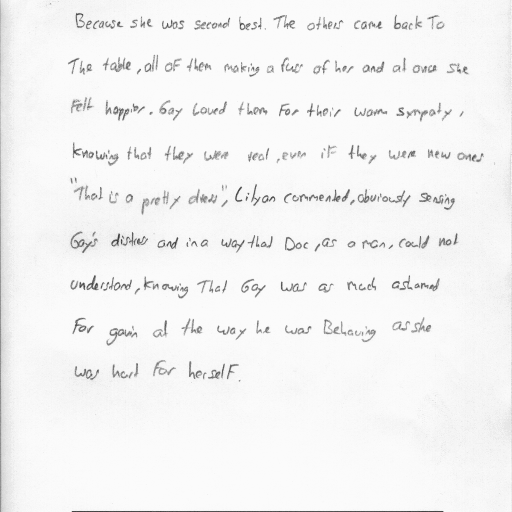 Because she was second best. The others came back To
The table, all of them making a fuss of her and at once she
Felt happier. Gay Loved them For their warm sympaty,
knowing that they were real, even if they were new ones
"That is a pretty dress", Lilyan commented, obviously sensing
Gay's distress and in a way that Doc, as a man, could not
understand, knowing That Gay was as much ashamed
For gavin at the way he was Behaving as she
was hurt For herself.